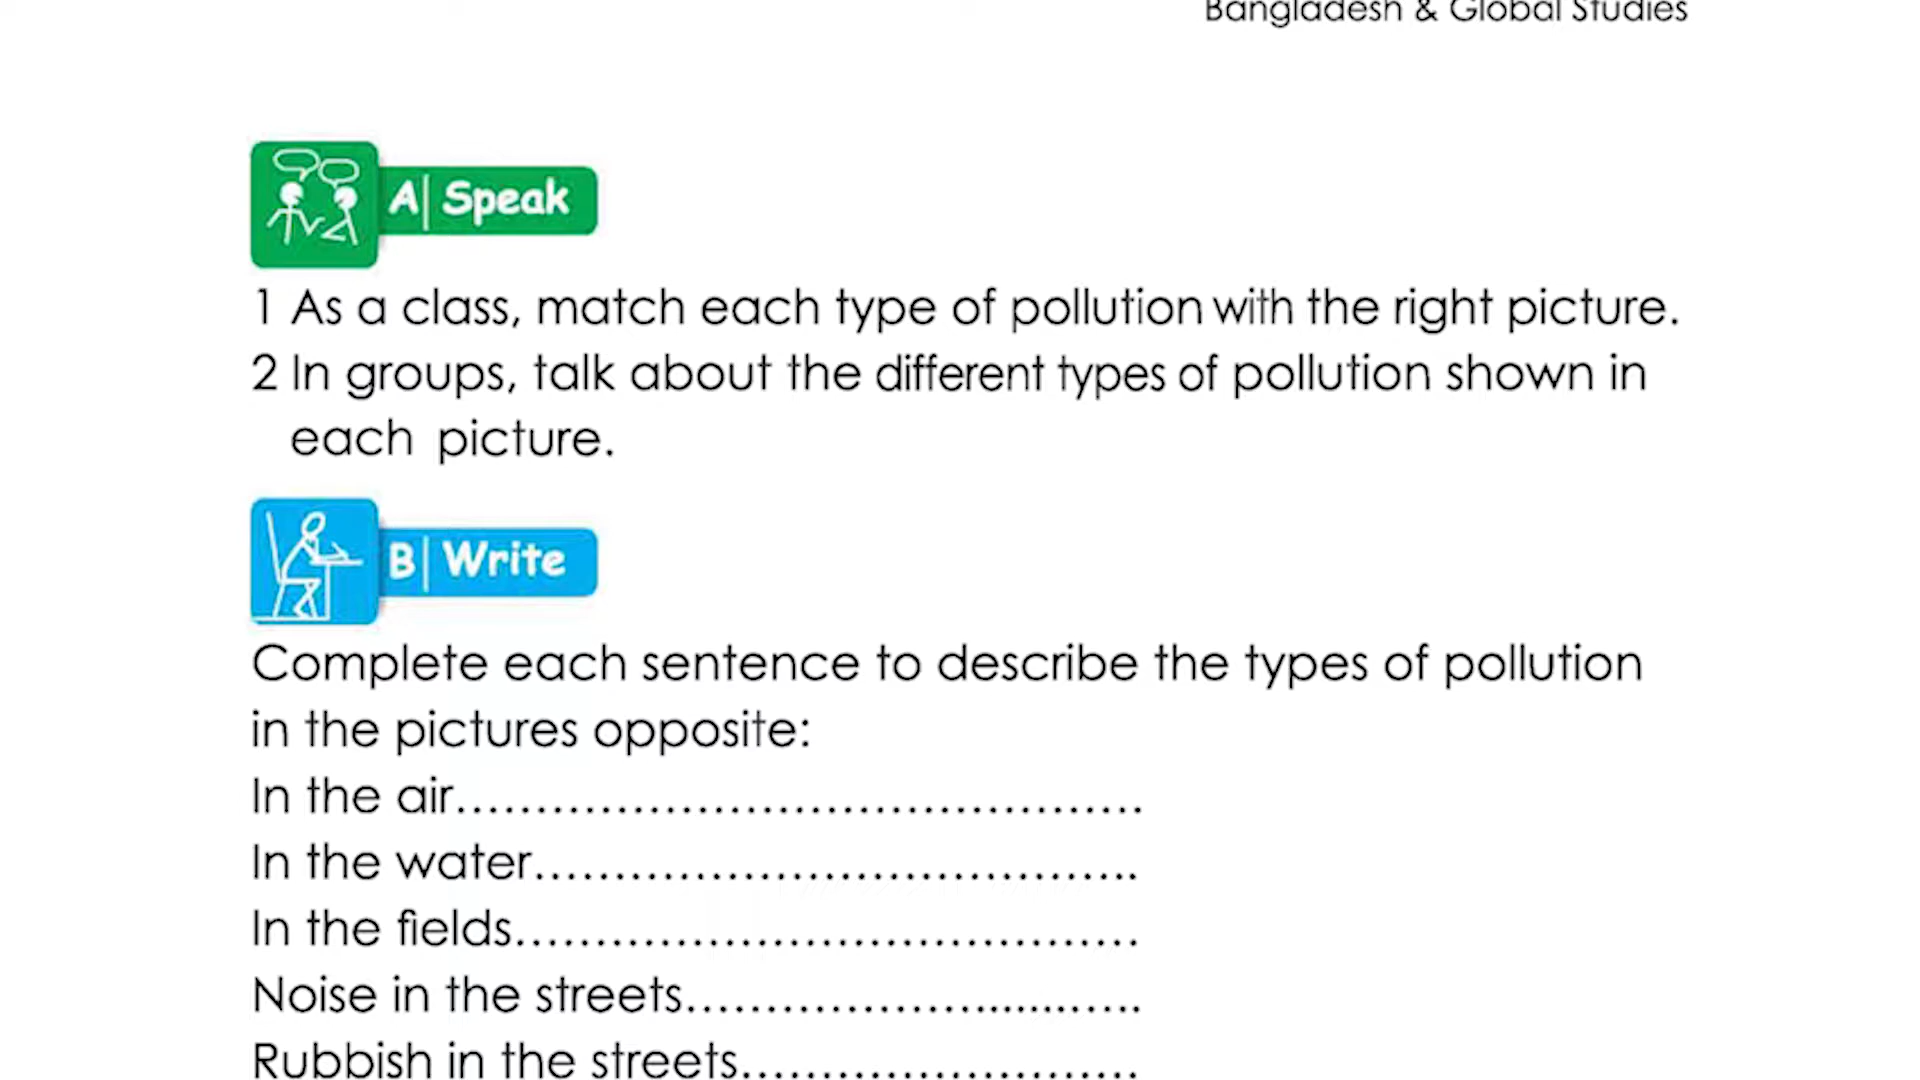 Bangladesh & Global Studies
A| Speak
1 As a class, match each type of pollution with the right picture.
2 In groups, talk about the different types of pollution shown in
each picture.
B| Write
Complete each sentence to describe the types of pollution
in the pictures opposite:
In the air...........................................
In the water......................................
In the fields.......................................
Noise in the streets.............................
Rubbish in the streets.........................